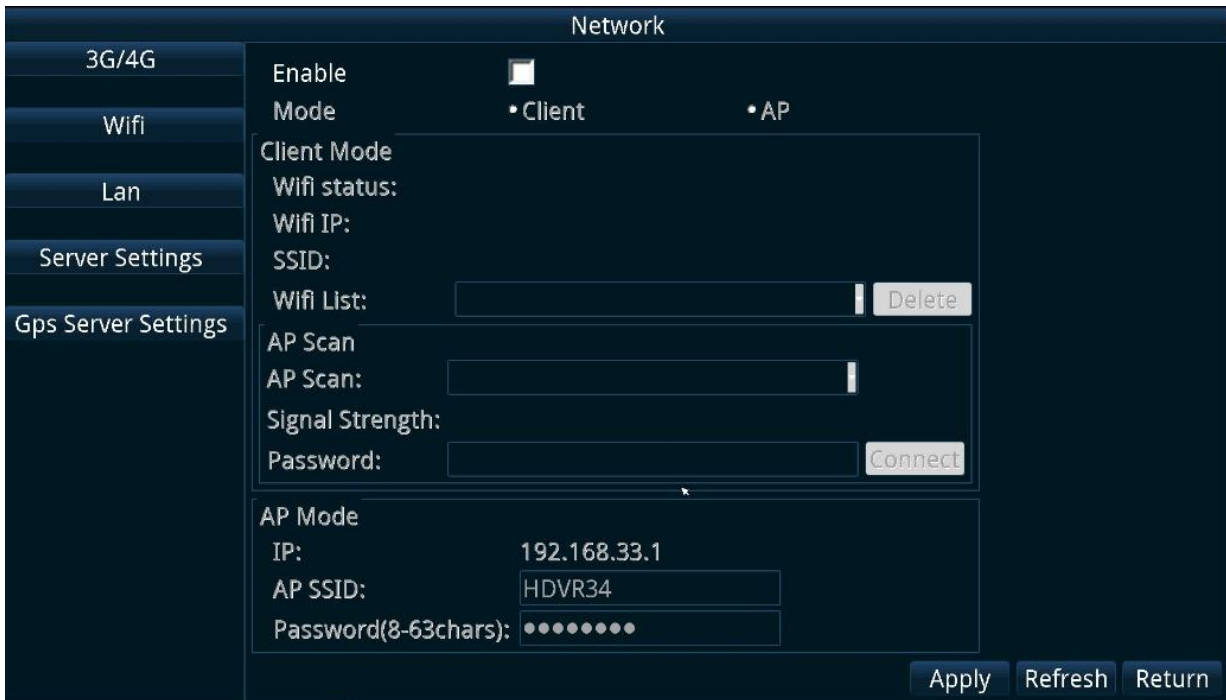 Network
3G/4G
Wifi
Lan
Server Settings
Gps Server Settings
Enable
Mode •Client •AP
Client Mode
Wifi status:
Wifi IP:
SSID:
Wifi List: Delete
AP Scan
AP Scan:
Signal Strength:
Password: Connect
AP Mode
IP: 192.168.33.1
AP SSID: HDVR34
Password(8-63chars): ●●●●●●●●
Apply Refresh Return